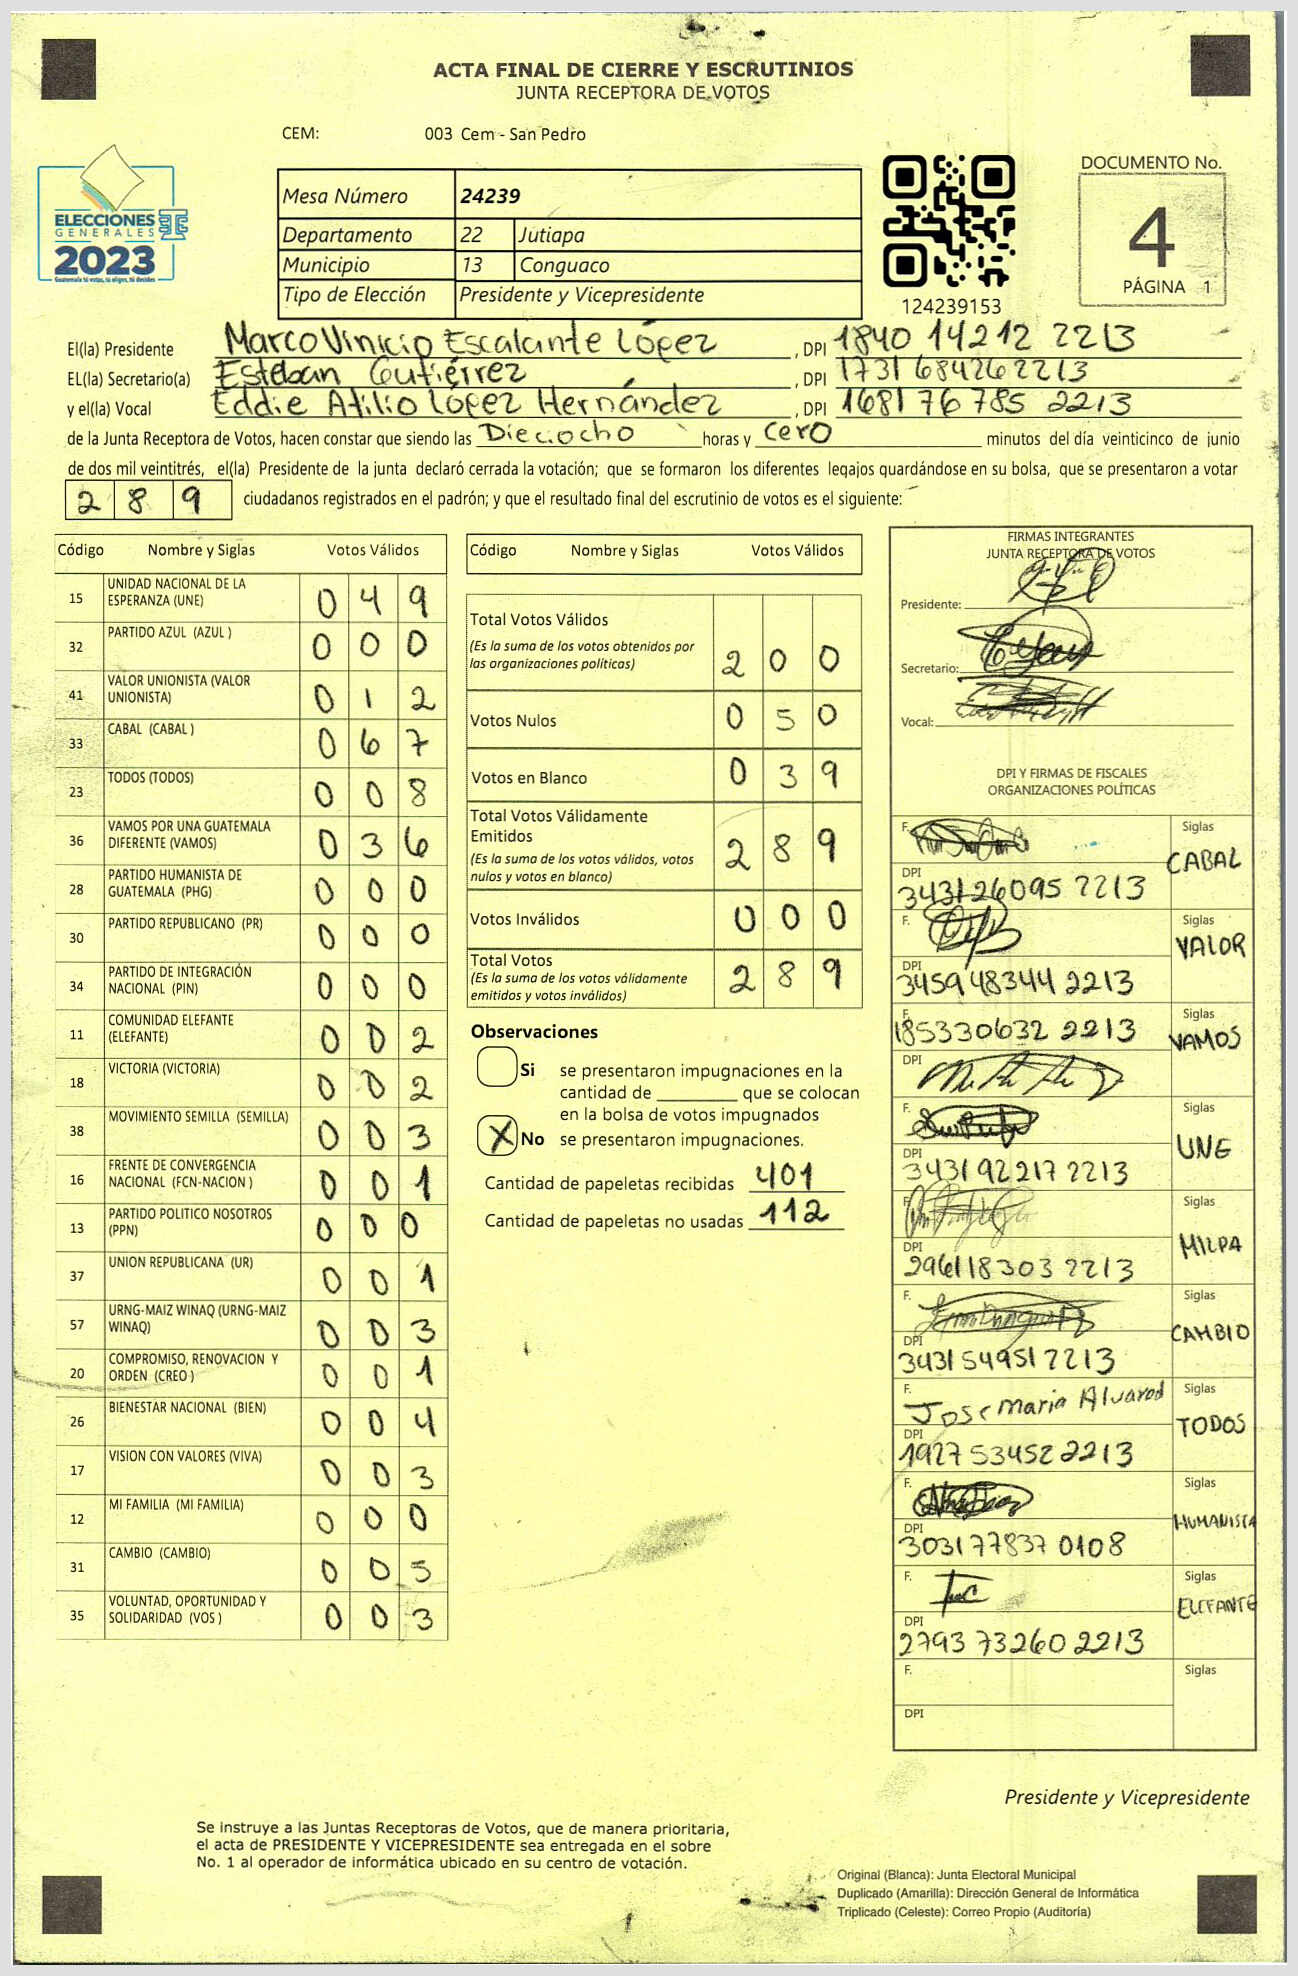 ACTA FINAL DE CIERRE Y ESCRUTINIOS
JUNTA RECEPTORA DE VOTOS
CEM: 003 Cem - San Pedro
ELECCIONES
GENERALES
2023
Guatemala tú votas, tú eliges, tú decides
Mesa Número 24239
Departamento 22 Jutiapa
Municipio 13 Conguaco
Tipo de Elección Presidente y Vicepresidente
124239153
DOCUMENTO No.
4
PÁGINA 1
El(la) Presidente Marco Vinicio Escalante López, DPI 1840 14212 2213
EL(la) Secretario(a) Esteban Gutiérrez, DPI 1731 68426 2213
y el(la) Vocal Eddie Atilio López Hernández, DPI 1681 76785 2213
de la Junta Receptora de Votos, hacen constar que siendo las Dieciocho horas y cero minutos del día veinticinco de junio
de dos mil veintitrés, el(la) Presidente de la junta declaró cerrada la votación; que se formaron los diferentes legajos guardándose en su bolsa, que se presentaron a votar
2 8 9 ciudadanos registrados en el padrón; y que el resultado final del escrutinio de votos es el siguiente:
Código Nombre y Siglas Votos Válidos
15 UNIDAD NACIONAL DE LA ESPERANZA (UNE) 0 4 9
32 PARTIDO AZUL (AZUL ) 0 0 0
41 VALOR UNIONISTA (VALOR UNIONISTA) 0 1 2
33 CABAL (CABAL ) 0 6 7
23 TODOS (TODOS) 0 0 8
36 VAMOS POR UNA GUATEMALA DIFERENTE (VAMOS) 0 3 6
28 PARTIDO HUMANISTA DE GUATEMALA (PHG) 0 0 0
30 PARTIDO REPUBLICANO (PR) 0 0 0
34 PARTIDO DE INTEGRACIÓN NACIONAL (PIN) 0 0 0
11 COMUNIDAD ELEFANTE (ELEFANTE) 0 0 2
18 VICTORIA (VICTORIA) 0 0 2
38 MOVIMIENTO SEMILLA (SEMILLA) 0 0 3
16 FRENTE DE CONVERGENCIA NACIONAL (FCN-NACION ) 0 0 1
13 PARTIDO POLITICO NOSOTROS (PPN) 0 0 0
37 UNION REPUBLICANA (UR) 0 0 1
57 URNG-MAIZ WINAQ (URNG-MAIZ WINAQ) 0 0 3
20 COMPROMISO, RENOVACION Y ORDEN (CREO ) 0 0 1
26 BIENESTAR NACIONAL (BIEN) 0 0 4
17 VISION CON VALORES (VIVA) 0 0 3
12 MI FAMILIA (MI FAMILIA) 0 0 0
31 CAMBIO (CAMBIO) 0 0 5
35 VOLUNTAD, OPORTUNIDAD Y SOLIDARIDAD (VOS ) 0 0 3
Código Nombre y Siglas Votos Válidos
Total Votos Válidos 2 0 0
(Es la suma de los votos obtenidos por
las organizaciones políticas)
Votos Nulos 0 5 0
Votos en Blanco 0 3 9
Total Votos Válidamente
Emitidos 2 8 9
(Es la suma de los votos válidos, votos
nulos y votos en blanco)
Votos Inválidos 0 0 0
Total Votos 2 8 9
(Es la suma de los votos válidamente
emitidos y votos inválidos)
Observaciones
Si se presentaron impugnaciones en la
cantidad de ________ que se colocan
en la bolsa de votos impugnados
X No se presentaron impugnaciones.
Cantidad de papeletas recibidas 401
Cantidad de papeletas no usadas 112
FIRMAS INTEGRANTES
JUNTA RECEPTORA DE VOTOS
Presidente:
Secretario:
Vocal:
DPI Y FIRMAS DE FISCALES
ORGANIZACIONES POLÍTICAS
F. Siglas CABAL
DPI 3431 26095 2213
F. Siglas VALOR
DPI 3459 48344 2213
F. 185330632 2213 Siglas VAMOS
DPI
F. Siglas UNE
DPI 3431 92217 2213
F. Siglas MILPA
DPI 2961 18303 2213
F. Siglas CAMBIO
DPI 3431 54951 2213
F. Jose Maria Alvarad Siglas TODOS
DPI 1927 53452 2213
F. Siglas HUMANISTA
DPI 3031 77837 0108
F. Siglas ELEFANTE
DPI 2793 73260 2213
F. Siglas
DPI
Presidente y Vicepresidente
Se instruye a las Juntas Receptoras de Votos, que de manera prioritaria,
el acta de PRESIDENTE Y VICEPRESIDENTE sea entregada en el sobre
No. 1 al operador de informática ubicado en su centro de votación.
Original (Blanca): Junta Electoral Municipal
Duplicado (Amarilla): Dirección General de Informática
Triplicado (Celeste): Correo Propio (Auditoría)